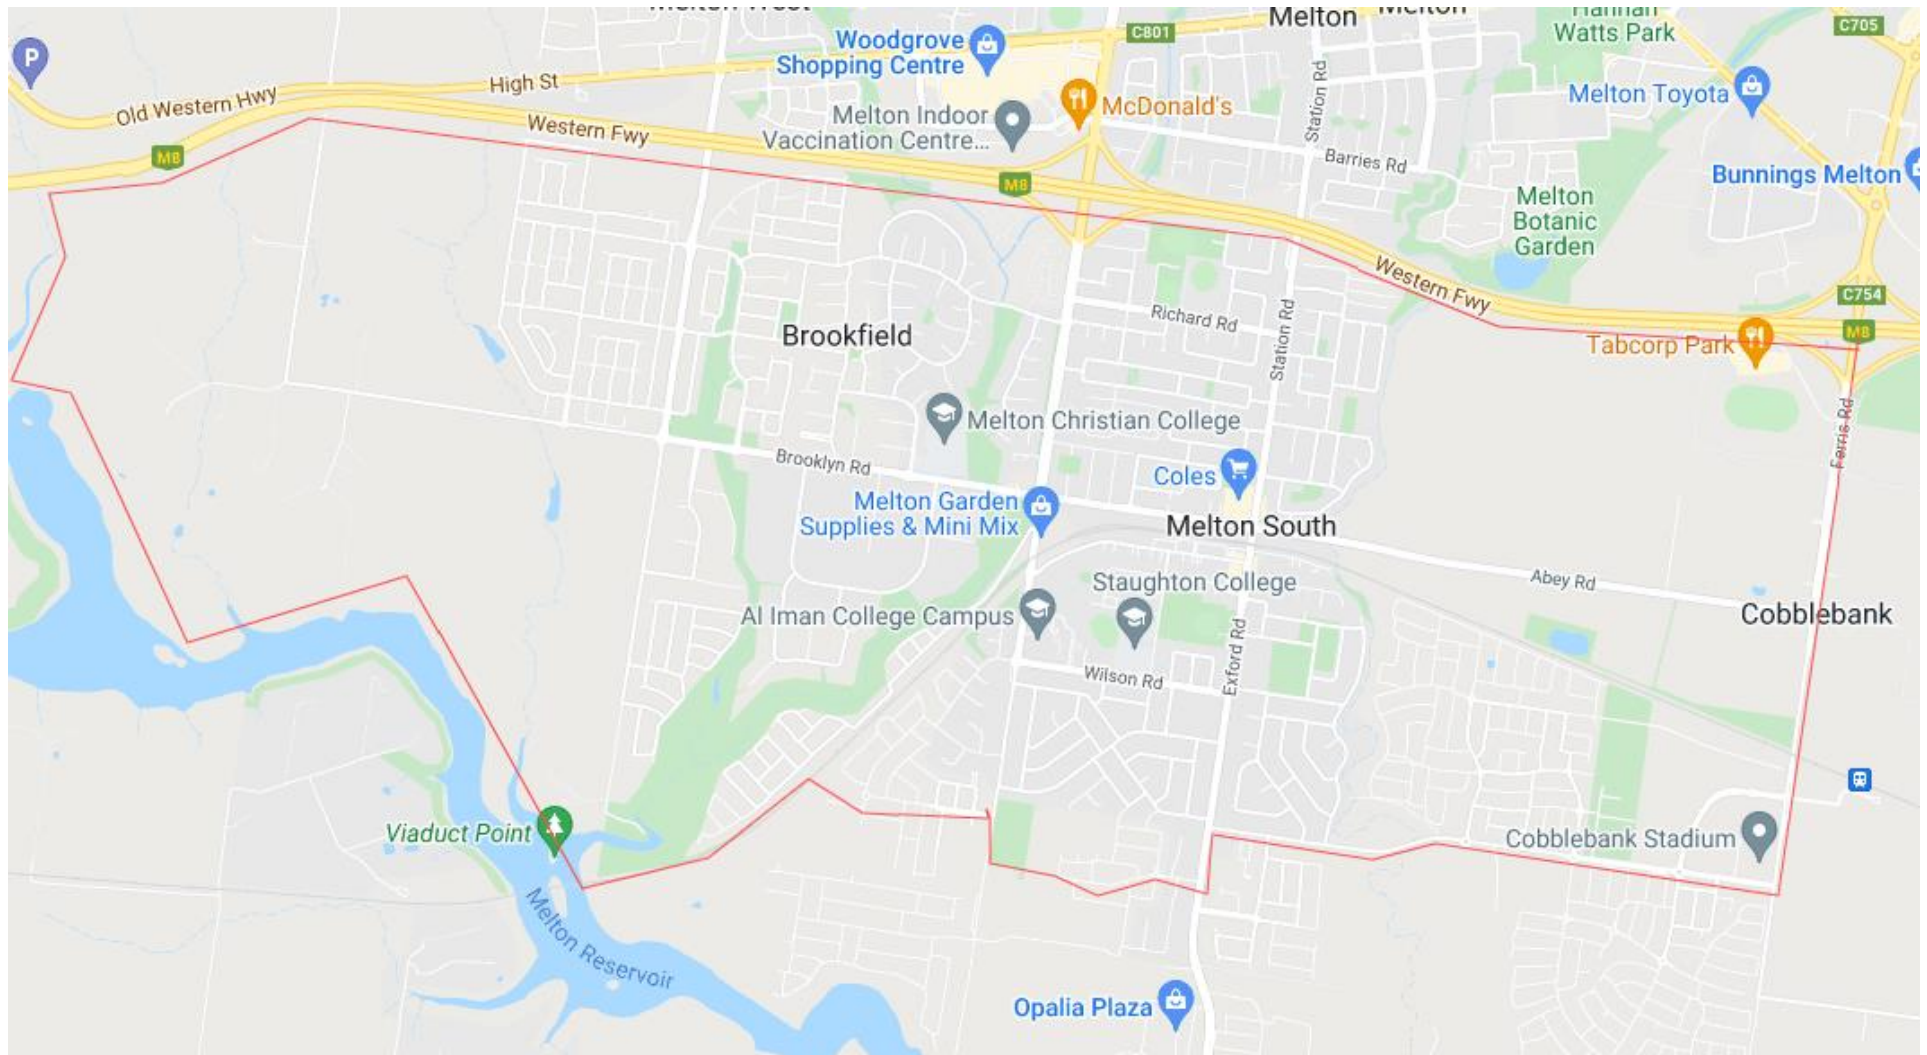 Melton West
Melton
Melton
Hannah
Watts Park
C705
C801
Woodgrove
Shopping Centre
High St
Old Western Hwy
P
Melton Toyota
McDonald's
Station Rd
Melton Indoor
Vaccination Centre...
Western Fwy
M8
Barries Rd
Bunnings Melton
M8
Melton
Botanic
Garden
Western Fwy
C754
Richard Rd
Station Rd
Brookfield
M8
Tabcorp Park
Ferris Rd
Melton Christian College
Brooklyn Rd
Coles
Melton Garden
Supplies & Mini Mix
Melton South
Abey Rd
Staughton College
Al Iman College Campus
Cobblebank
Exford Rd
Wilson Rd
Viaduct Point
Cobblebank Stadium
Melton Reservoir
Opalia Plaza